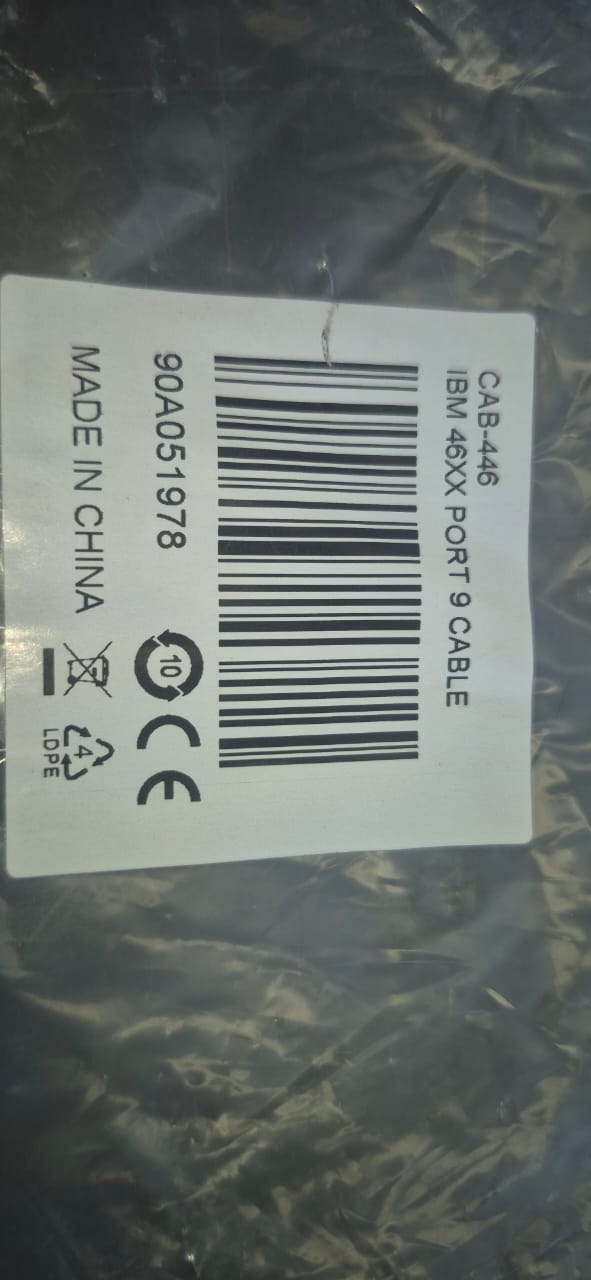 CAB-446
IBM 46XX PORT 9 CABLE
90A051978
10
CE
MADE IN CHINA
4
LDPE